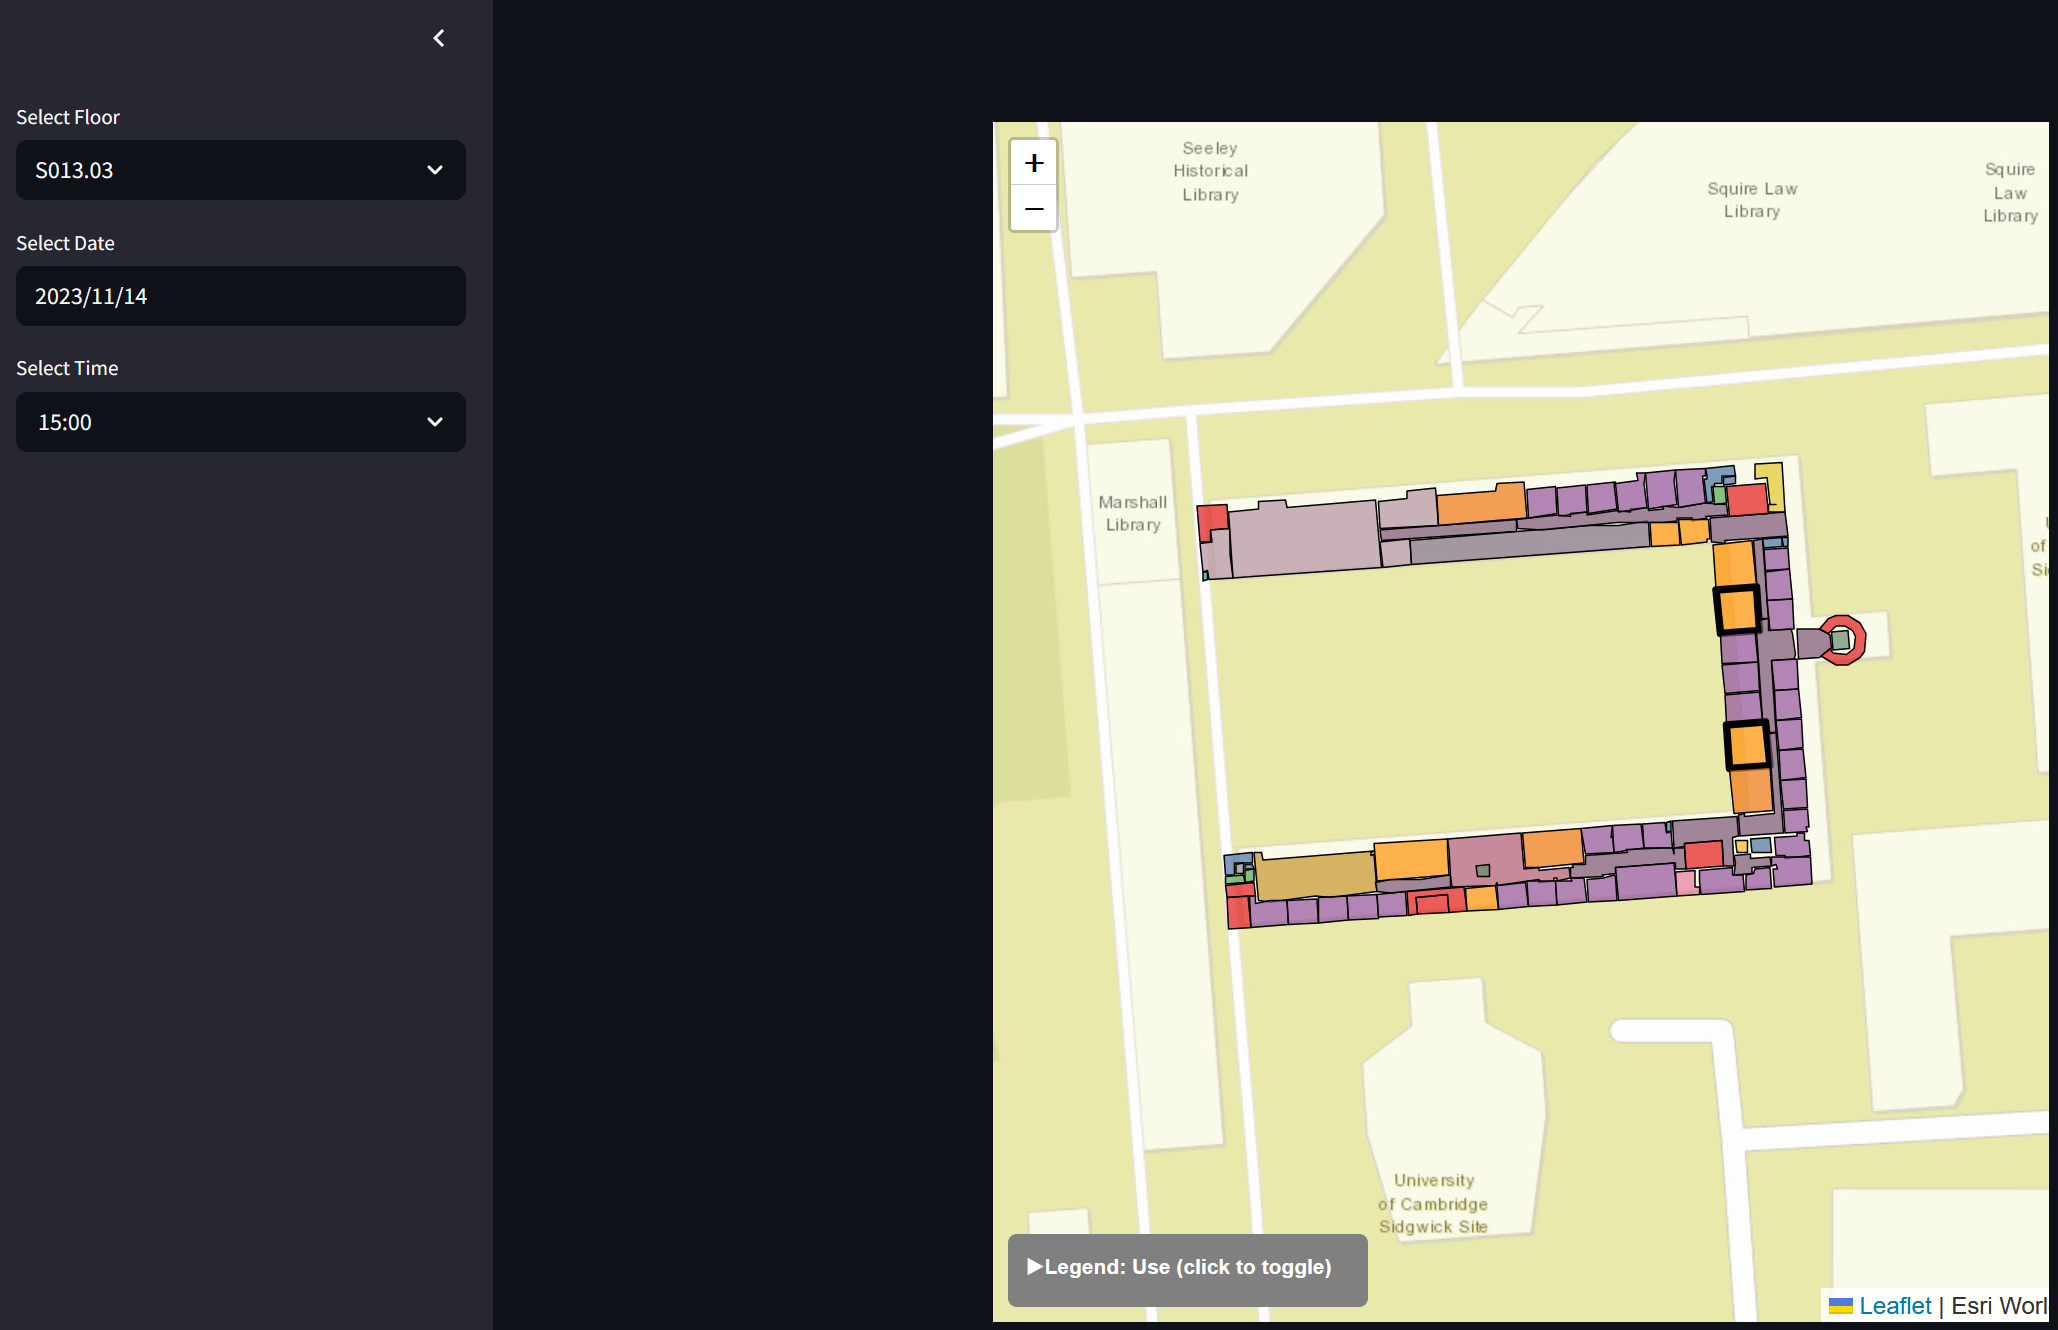 Select Floor
S013.03
Select Date
2023/11/14
Select Time
15:00
+
−
Seeley
Historical
Library
Squire Law
Library
Squire
Law
Library
Marshall
Library
of
University
of Cambridge
Sidgwick Site
▶Legend: Use (click to toggle)
Leaflet | Esri Worl